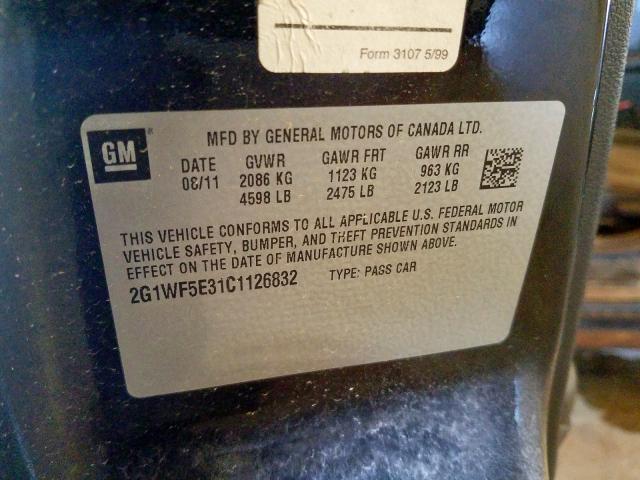 Form 3107 5/99
GM
MFD BY GENERAL MOTORS OF CANADA LTD.
DATE GVWR GAWR FRT GAWR RR
08/11 2086 KG 1123 KG 963 KG
4598 LB 2475 LB 2123 LB
THIS VEHICLE CONFORMS TO ALL APPLICABLE U.S. FEDERAL MOTOR
VEHICLE SAFETY, BUMPER, AND THEFT PREVENTION STANDARDS IN
EFFECT ON THE DATE OF MANUFACTURE SHOWN ABOVE.
2G1WF5E31C1126832 TYPE: PASS CAR